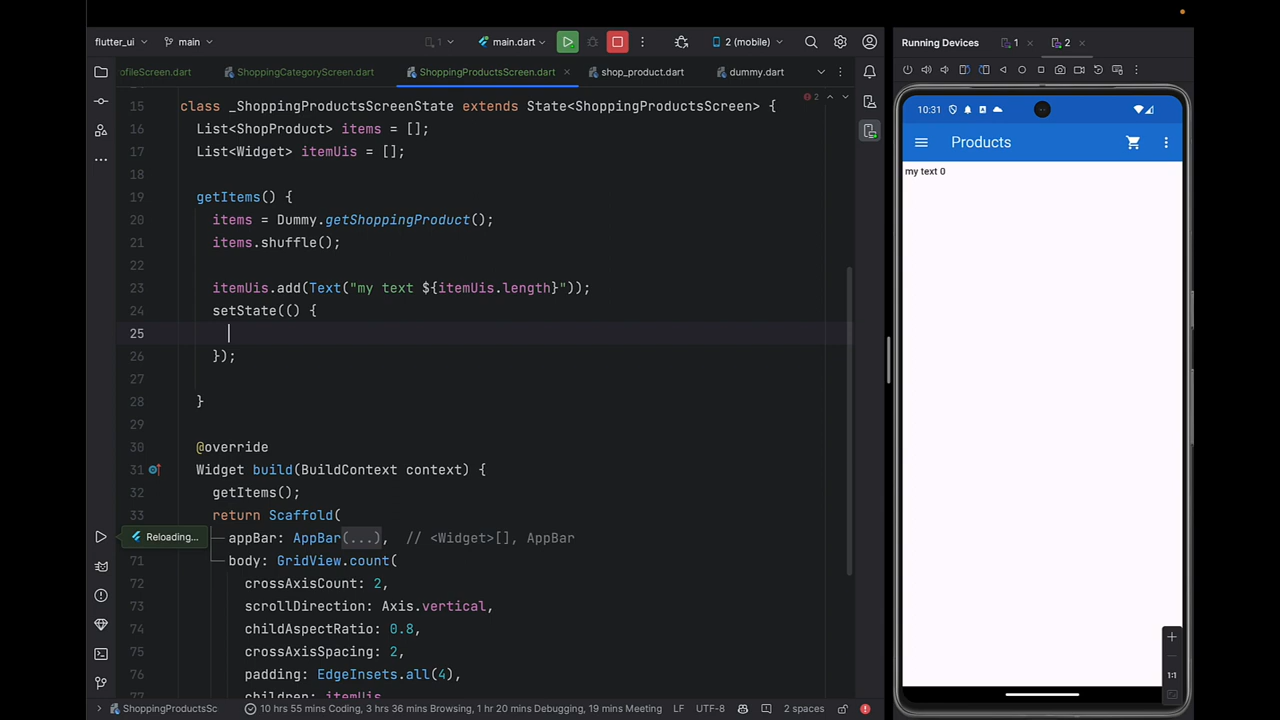 flutter_ui
main
1
main.dart
2 (mobile)
Running Devices
1
2
ofileScreen.dart
ShoppingCategoryScreen.dart
ShoppingProductsScreen.dart
shop_product.dart
dummy.dart
2
15 class _ShoppingProductsScreenState extends State<ShoppingProductsScreen> {
16 List<ShopProduct> items = [];
17 List<Widget> itemUis = [];
18
19 getItems() {
20 items = Dummy.getShoppingProduct();
21 items.shuffle();
22
23 itemUis.add(Text("my text ${itemUis.length}"));
24 setState(() {
25
26 });
27
28 }
29
30 @override
31 Widget build(BuildContext context) {
32 getItems();
33 return Scaffold(
Reloading...
appBar: AppBar(...), // <Widget>[], AppBar
71 body: GridView.count(
72 crossAxisCount: 2,
73 scrollDirection: Axis.vertical,
74 childAspectRatio: 0.8,
75 crossAxisSpacing: 2,
76 padding: EdgeInsets.all(4),
77 children: itemUis
10:31
Products
my text 0
1:1
ShoppingProductsSc
10 hrs 55 mins Coding, 3 hrs 36 mins Browsing, 1 hr 20 mins Debugging, 19 mins Meeting
LF
UTF-8
2 spaces